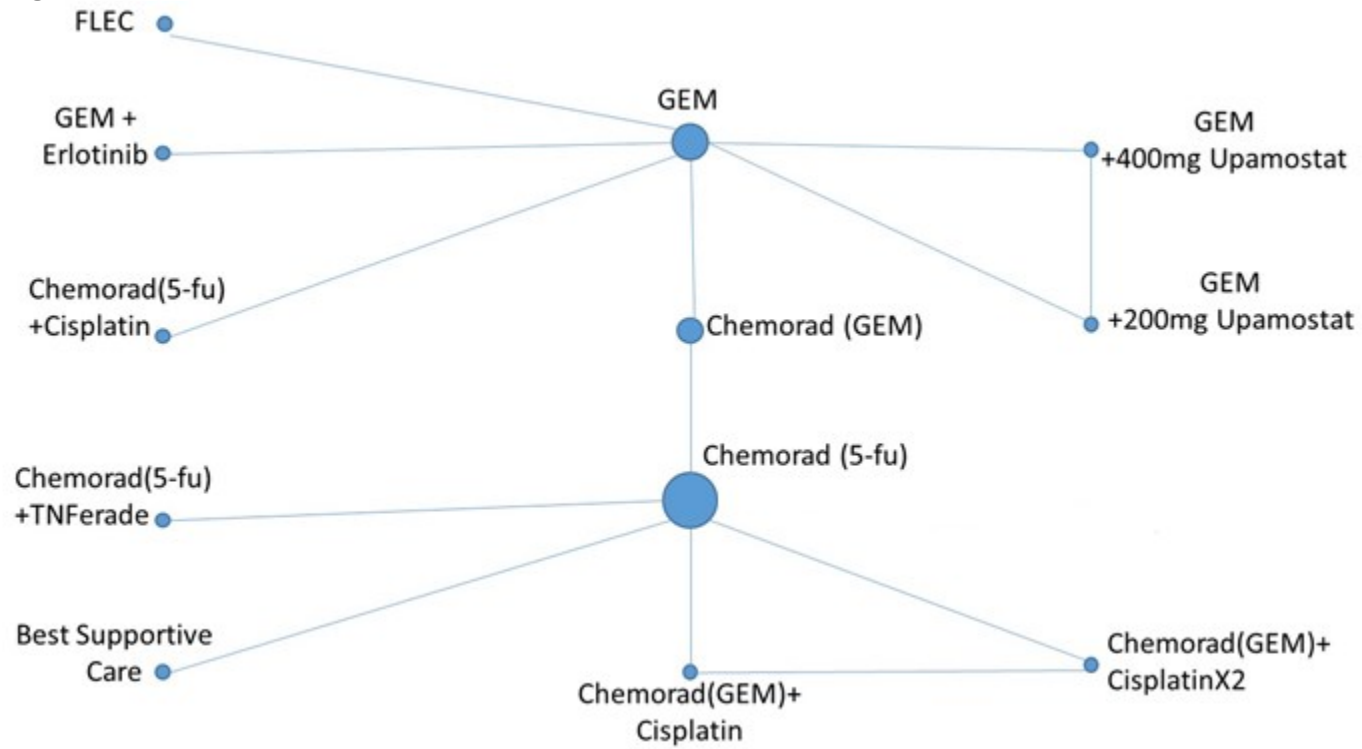 FLEC
GEM
GEM +
Erlotinib
GEM
+400mg Upamostat
Chemorad(5-fu)
+Cisplatin
Chemorad (GEM)
GEM
+200mg Upamostat
Chemorad (5-fu)
Chemorad(5-fu)
+TNFerade
Best Supportive
Care
Chemorad(GEM)+
Cisplatin
Chemorad(GEM)+
CisplatinX2